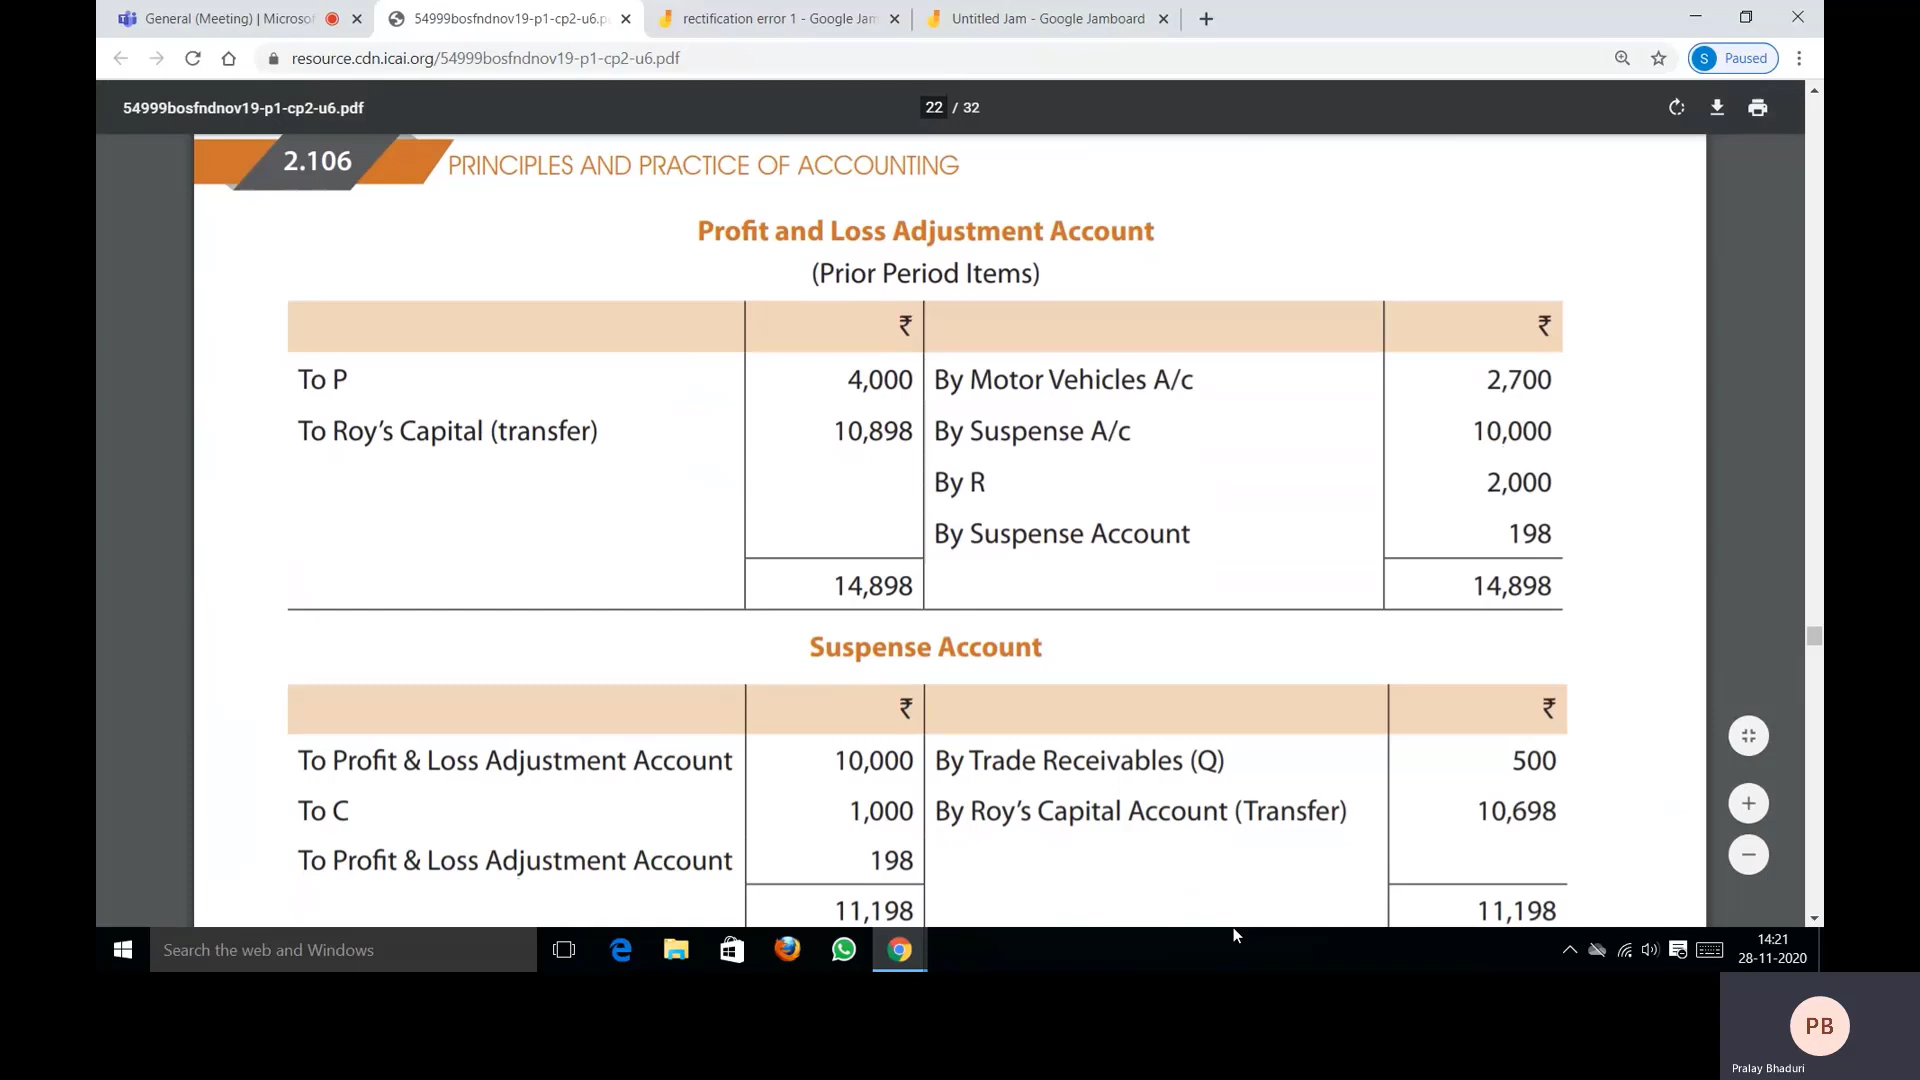 General (Meeting) | Microso
54999bosfndnov19-p1-cp2-u6.p
rectification error 1 - Google Jam
Untitled Jam - Google Jamboard
resource.cdn.icai.org/54999bosfndnov19-p1-cp2-u6.pdf
S Paused
54999bosfndnov19-p1-cp2-u6.pdf
22 / 32
2.106 PRINCIPLES AND PRACTICE OF ACCOUNTING
Profit and Loss Adjustment Account
(Prior Period Items)
₹ ₹
To P 4,000 By Motor Vehicles A/c 2,700
To Roy’s Capital (transfer) 10,898 By Suspense A/c 10,000
By R 2,000
By Suspense Account 198
14,898 14,898
Suspense Account
₹ ₹
To Profit & Loss Adjustment Account 10,000 By Trade Receivables (Q) 500
To C 1,000 By Roy’s Capital Account (Transfer) 10,698
To Profit & Loss Adjustment Account 198
11,198 11,198
Search the web and Windows
14:21
28-11-2020
PB
Pralay Bhaduri